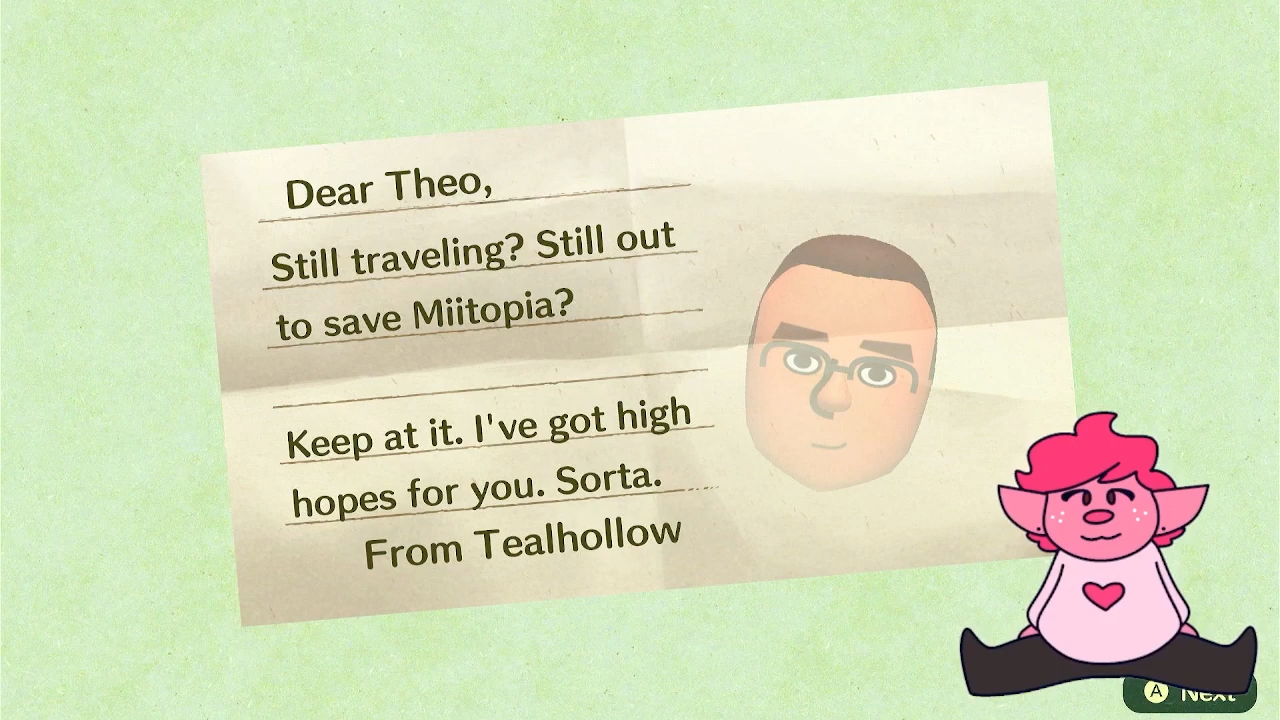 Dear Theo,
Still traveling? Still out
to save Miitopia?
Keep at it. I've got high
hopes for you. Sorta.
From Tealhollow
A Next